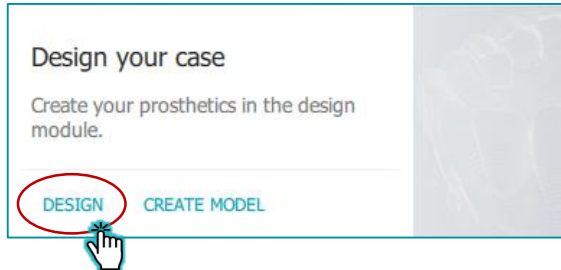 Design your case
Create your prosthetics in the design
module.
DESIGN CREATE MODEL